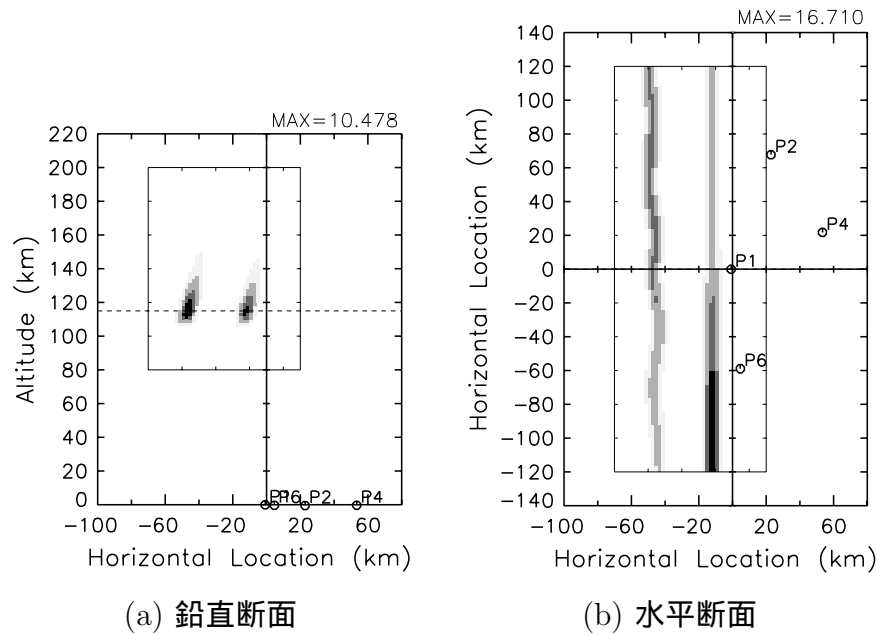 MAX=10.478
220
200
180
160
140
120
100
80
60
40
20
0
Altitude (km)
P1 P6 P2 P4
-100 -60 -20 20 60
Horizontal Location (km)
(a) 鉛直断面
MAX=16.710
140
120
100
80
60
40
20
0
-20
-40
-60
-80
-100
-120
-140
Horizontal Location (km)
P2
P4
P1
P6
-100 -60 -20 20 60
Horizontal Location (km)
(b) 水平断面